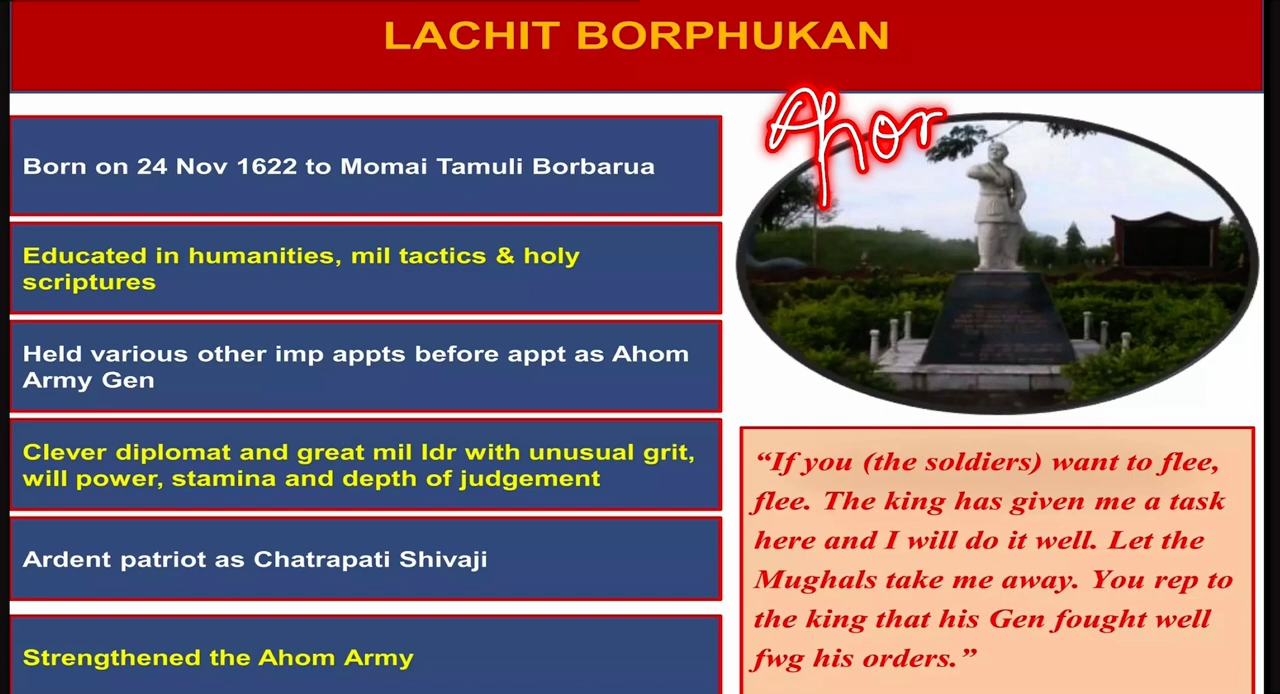 LACHIT BORPHUKAN
Ahor
Born on 24 Nov 1622 to Momai Tamuli Borbarua
Educated in humanities, mil tactics & holy
scriptures
Held various other imp appts before appt as Ahom
Army Gen
Clever diplomat and great mil ldr with unusual grit,
will power, stamina and depth of judgement
Ardent patriot as Chatrapati Shivaji
Strengthened the Ahom Army
“If you (the soldiers) want to flee,
flee. The king has given me a task
here and I will do it well. Let the
Mughals take me away. You rep to
the king that his Gen fought well
fwg his orders.”